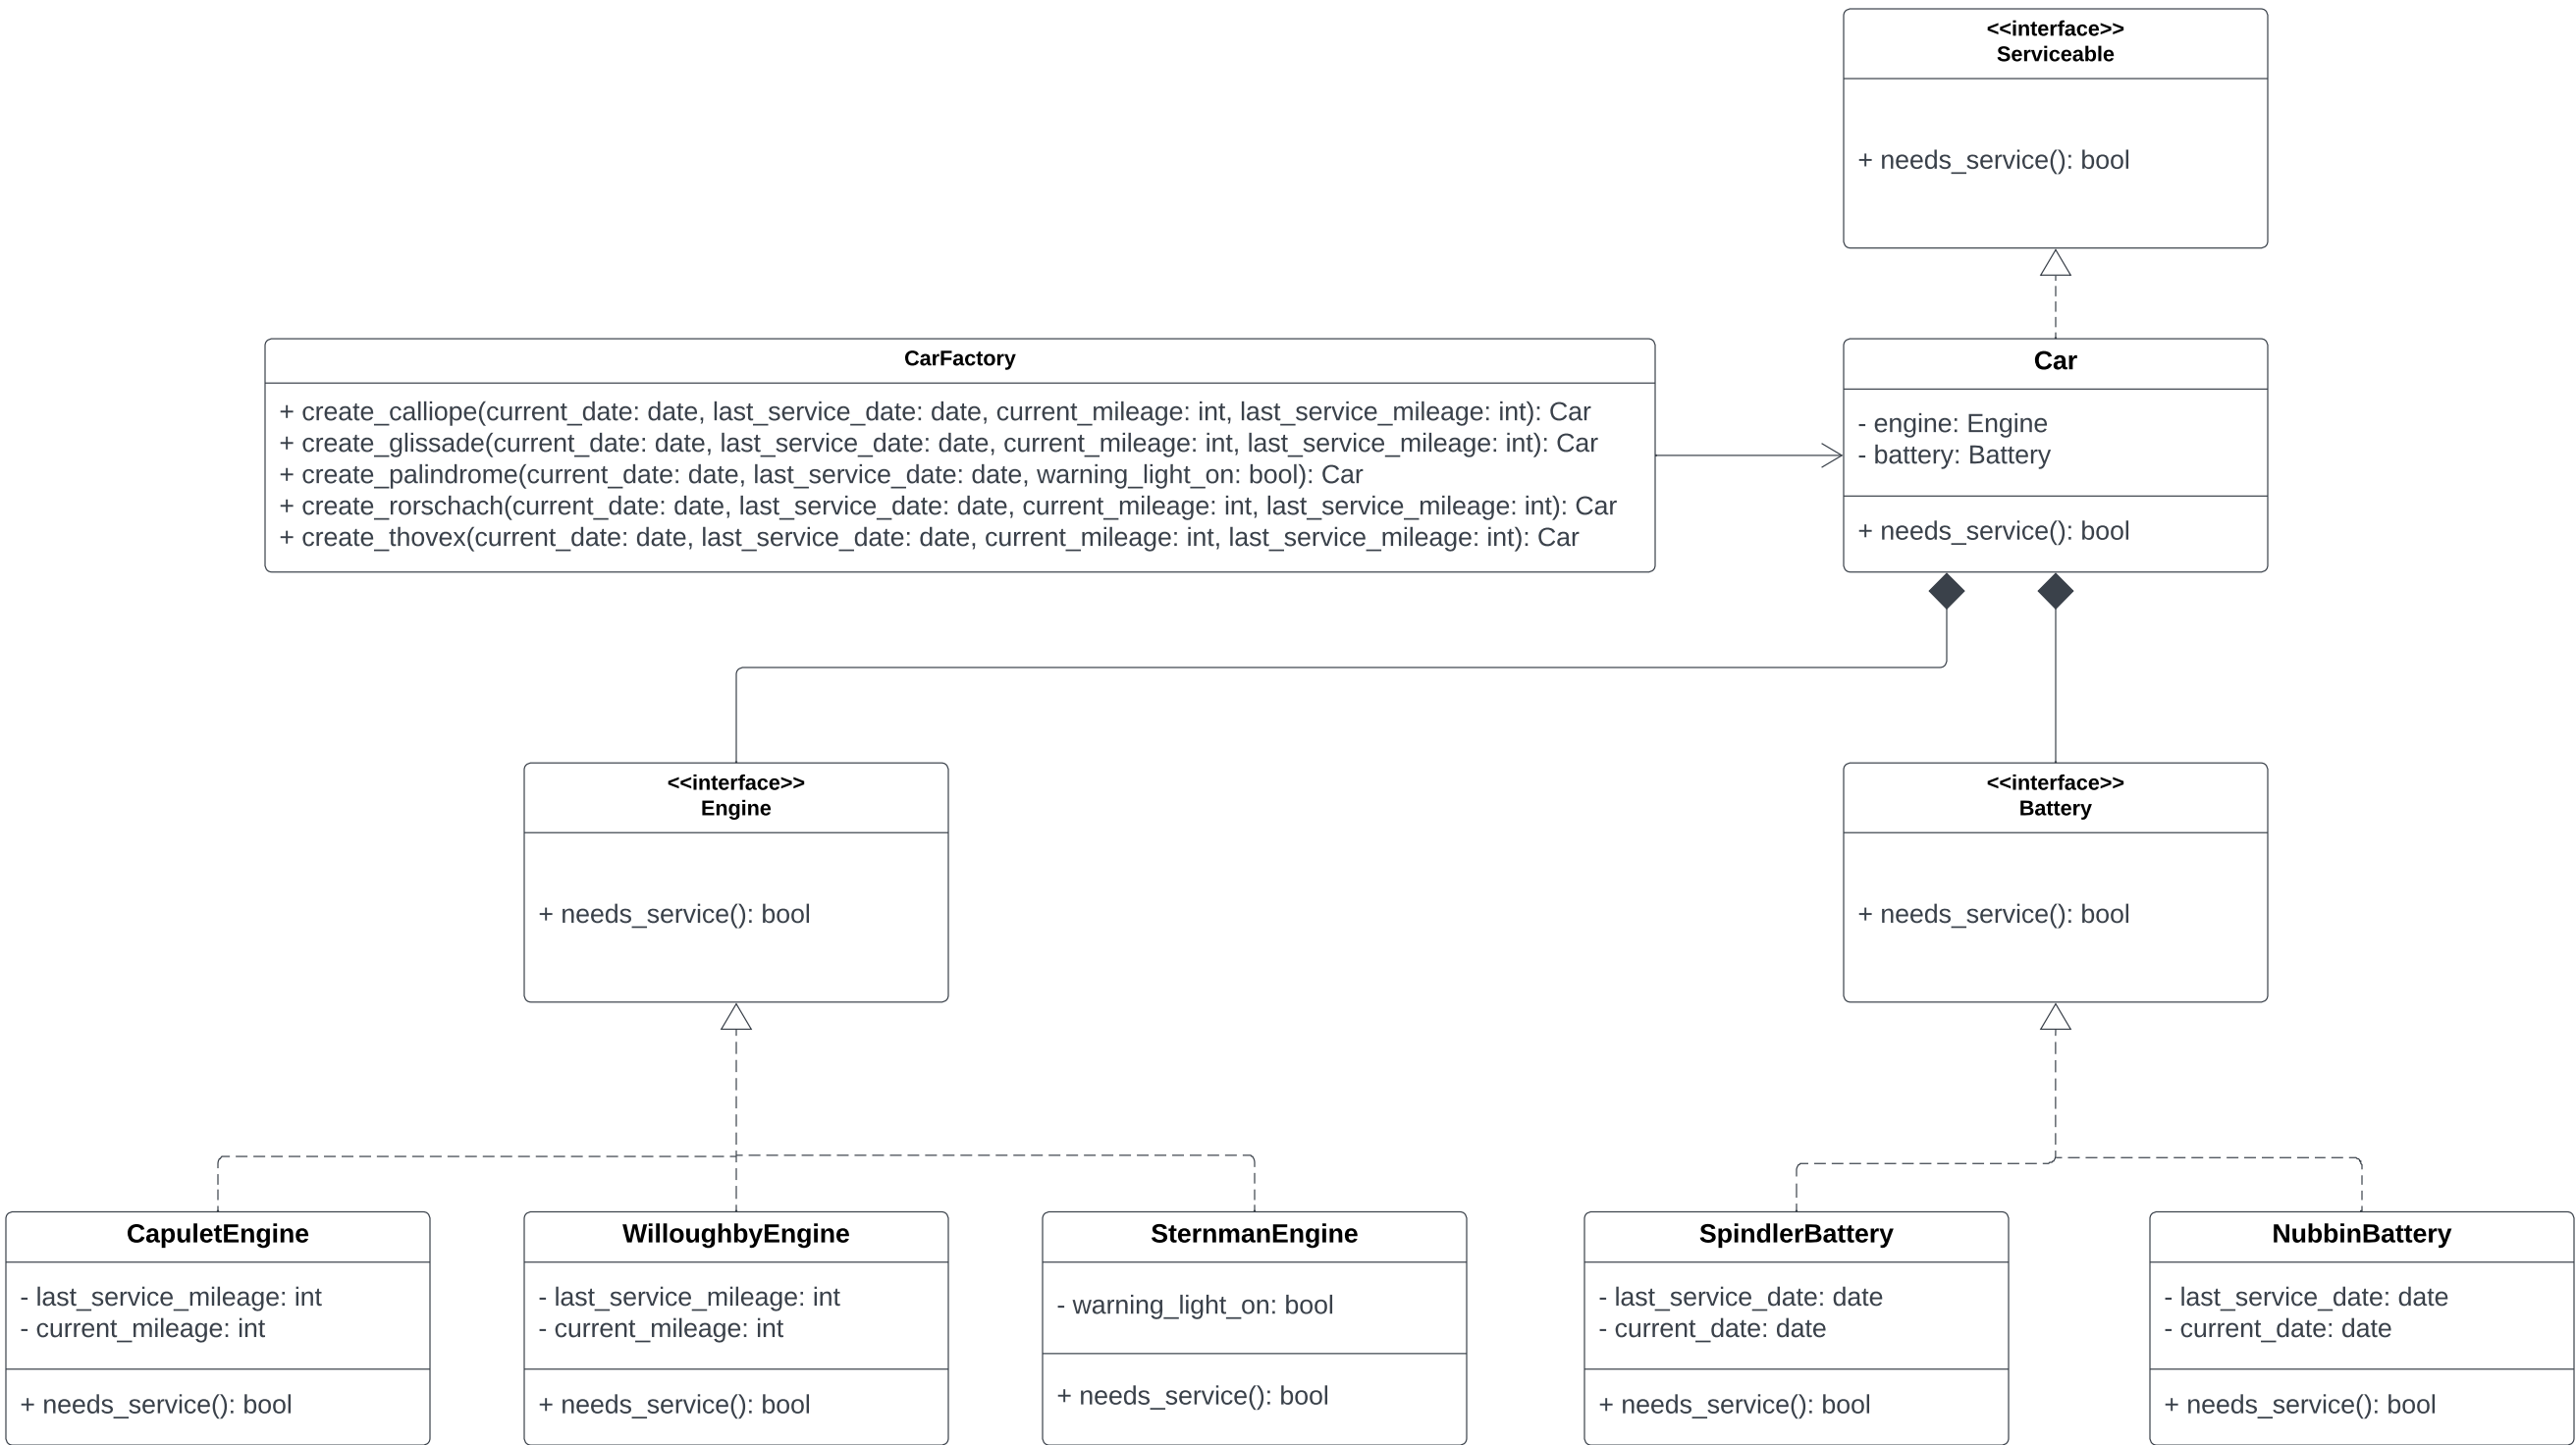 <<interface>>
Serviceable
+ needs_service(): bool
CarFactory
+ create_calliope(current_date: date, last_service_date: date, current_mileage: int, last_service_mileage: int): Car
+ create_glissade(current_date: date, last_service_date: date, current_mileage: int, last_service_mileage: int): Car
+ create_palindrome(current_date: date, last_service_date: date, warning_light_on: bool): Car
+ create_rorschach(current_date: date, last_service_date: date, current_mileage: int, last_service_mileage: int): Car
+ create_thovex(current_date: date, last_service_date: date, current_mileage: int, last_service_mileage: int): Car
Car
- engine: Engine
- battery: Battery
+ needs_service(): bool
<<interface>>
Engine
+ needs_service(): bool
<<interface>>
Battery
+ needs_service(): bool
CapuletEngine
- last_service_mileage: int
- current_mileage: int
+ needs_service(): bool
WilloughbyEngine
- last_service_mileage: int
- current_mileage: int
+ needs_service(): bool
SternmanEngine
- warning_light_on: bool
+ needs_service(): bool
SpindlerBattery
- last_service_date: date
- current_date: date
+ needs_service(): bool
NubbinBattery
- last_service_date: date
- current_date: date
+ needs_service(): bool